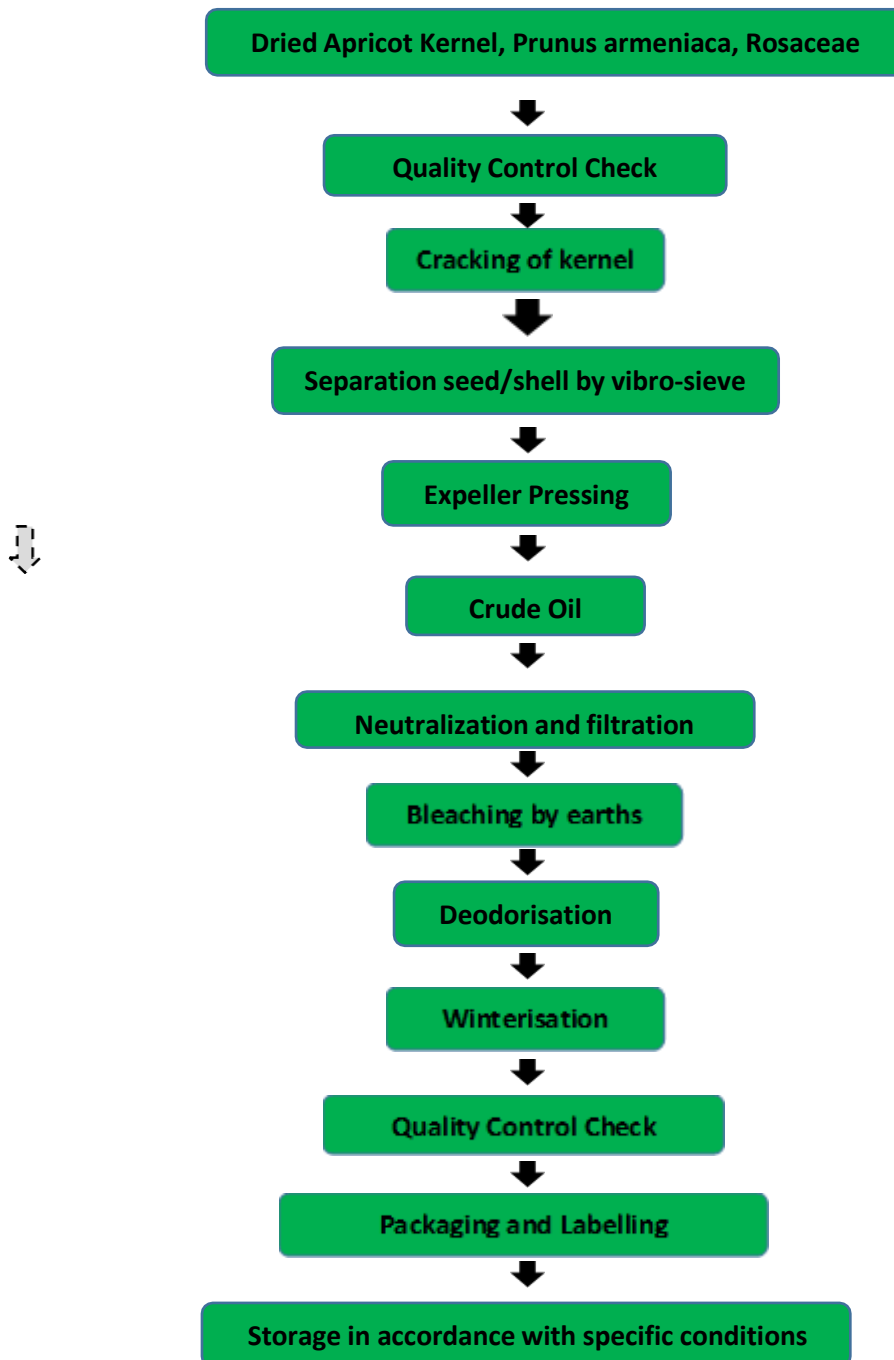 Dried Apricot Kernel, Prunus armeniaca, Rosaceae
Quality Control Check
Cracking of kernel
Separation seed/shell by vibro-sieve
Expeller Pressing
Crude Oil
Neutralization and filtration
Bleaching by earths
Deodorisation
Winterisation
Quality Control Check
Packaging and Labelling
Storage in accordance with specific conditions